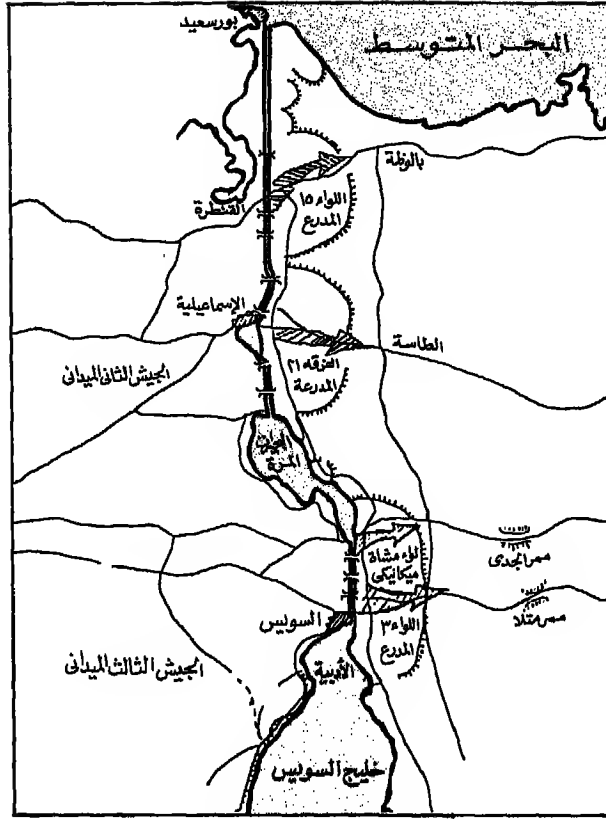 بورسعيد
البحر المتوسط
بالوظة
اللواء ١٥
المدرع
القنطرة
الإسماعيلية
الطاسة
الفرقه ٢١
المدرعة
الجيش الثانى الميدانى
البحيرات
المرة
لواء مشاة
ميكانيكى
ممر الجدى
ممر متلا
السويس
اللواء ٣
المدرع
الجيش الثالث الميدانى
الأدبية
خليج السويس